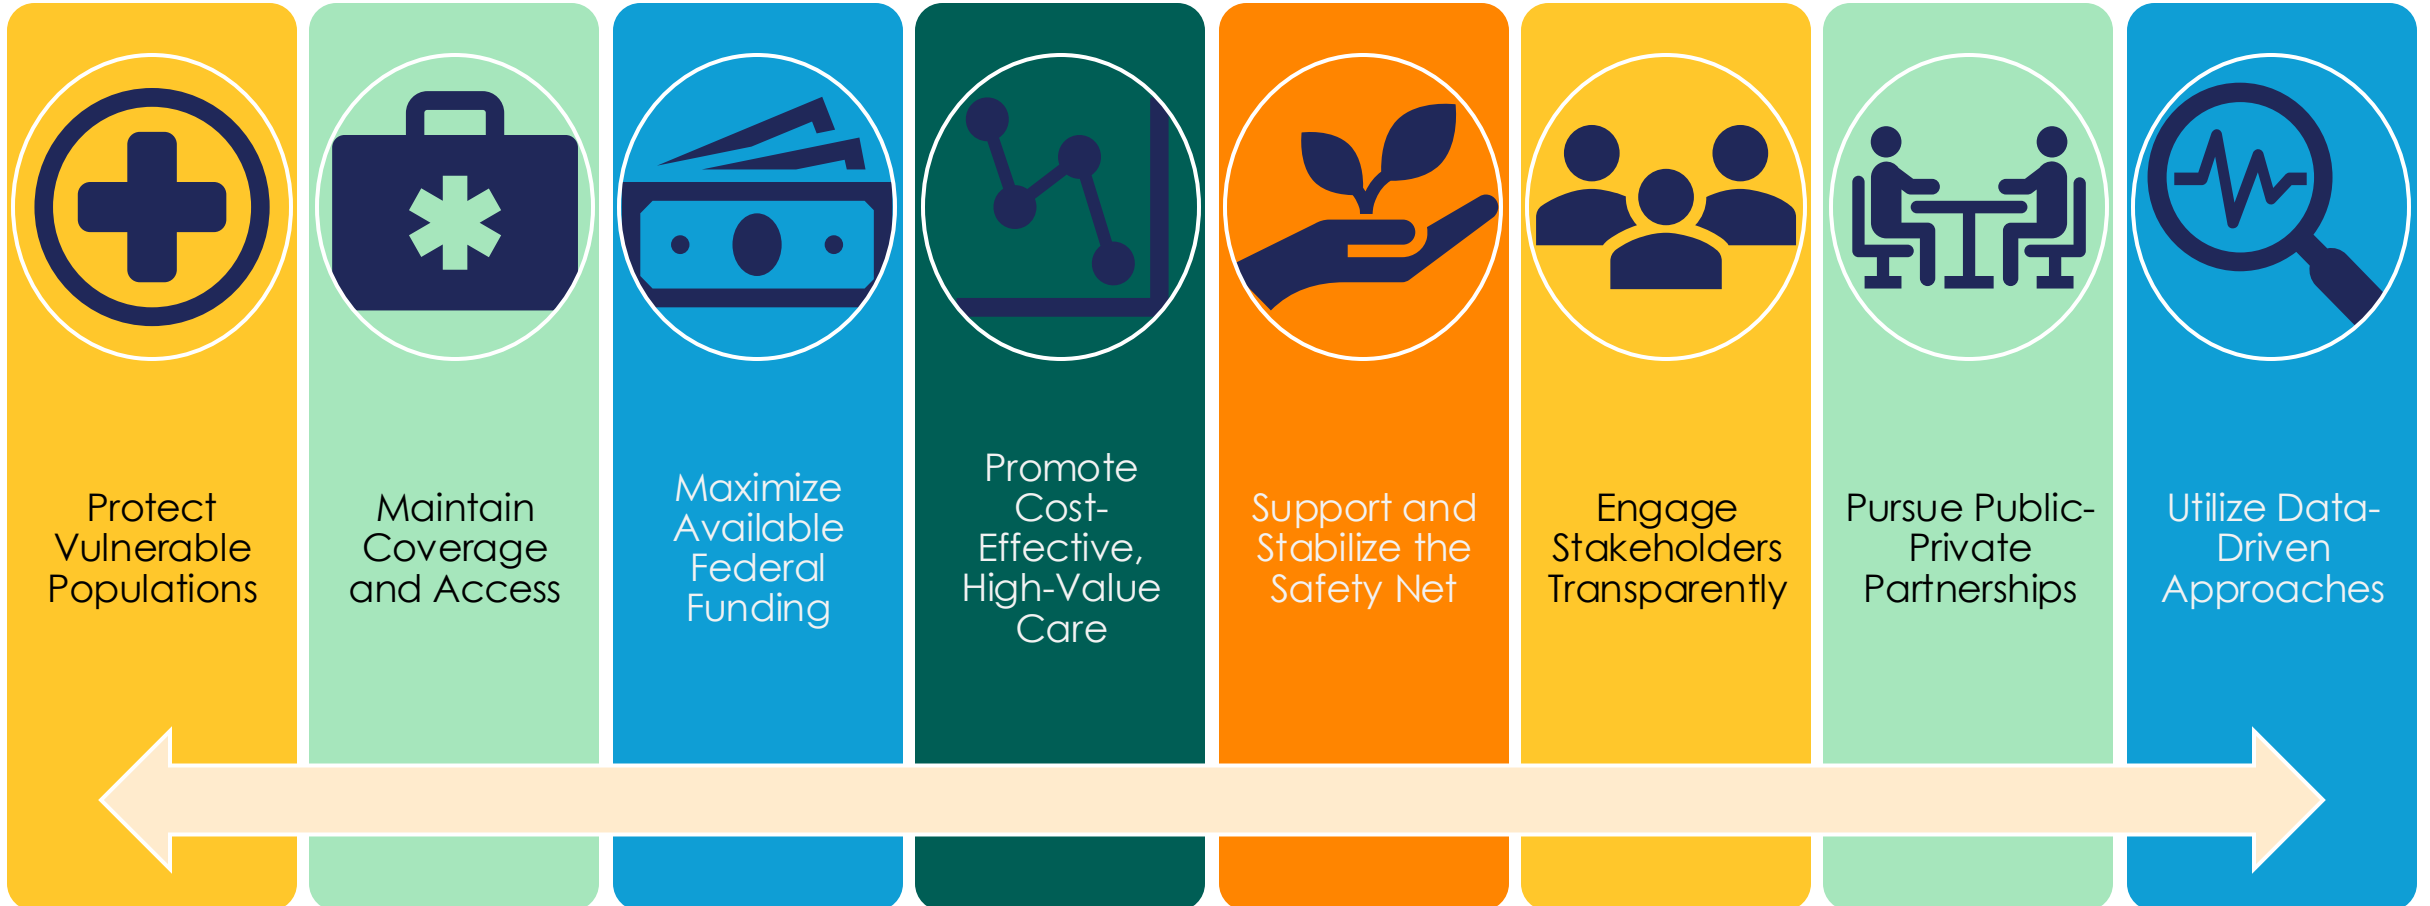 Protect
Vulnerable
Populations
Maintain
Coverage
and Access
Maximize
Available
Federal
Funding
Promote
Cost-
Effective,
High-Value
Care
Support and
Stabilize the
Safety Net
Engage
Stakeholders
Transparently
Pursue Public-
Private
Partnerships
Utilize Data-
Driven
Approaches